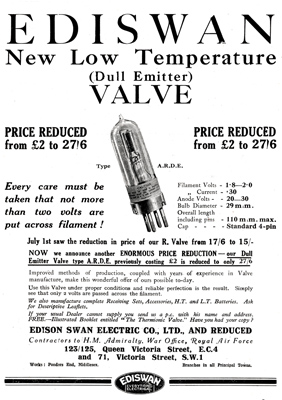 EDISWAN
New Low Temperature
(Dull Emitter)
VALVE
PRICE REDUCED
from £2 to 27/6
PRICE REDUCED
from £2 to 27/6
Type A.R.D.E.
Every care must be
taken that not more
than two volts are
put across filament !
Filament Volts - 1·8—2·0
„ Current - ·30
Anode Volts - 20—30
Bulb Diameter - 29 m.m.
Overall length
including pins - 110 m.m. max.
Cap - - - - Standard 4-pin
July 1st saw the reduction in price of our R. Valve from 17/6 to 15/-
NOW we announce another ENORMOUS PRICE REDUCTION—our Dull
Emitter Valve type A.R.D.E. previously costing £2 is reduced to only 27/6
Improved methods of production, coupled with years of experience in Valve
manufacture, make this wonderful offer of ours possible to-day.
Use this Valve under proper conditions and reliable perfection is the result. Simply
see that only 2 volts are passed across the filament.
We also manufacture complete Receiving Sets, Accessories, H.T. and L.T. Batteries. Ask
for Descriptive Leaflets.
If your usual Dealer cannot supply you send us a p.c. with his name and address.
FREE.—Illustrated Booklet entitled "The Thermionic Valve." Have you had your copy?
EDISON SWAN ELECTRIC CO., LTD., AND REDUCED
Contractors to H.M. Admiralty, War Office, Royal Air Force
123/125, Queen Victoria Street, E.C.4
and 71, Victoria Street, S.W.1
Works: Ponders End, Middlesex. Branches in all Principal Towns.
EDISWAN
EVERYTHING ELECTRICAL